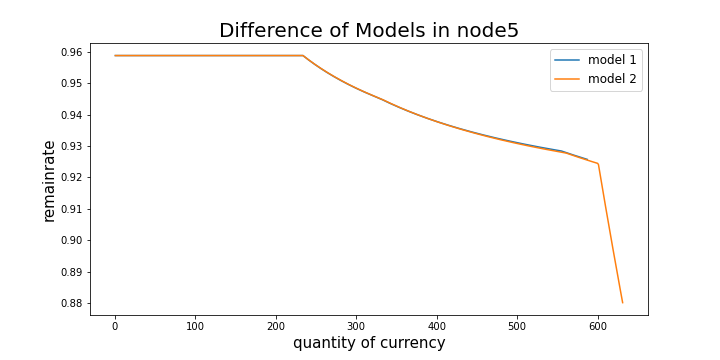 Difference of Models in node5
model 1
model 2
0.96
0.95
0.94
0.93
0.92
0.91
0.90
0.89
0.88
remainrate
0 100 200 300 400 500 600
quantity of currency